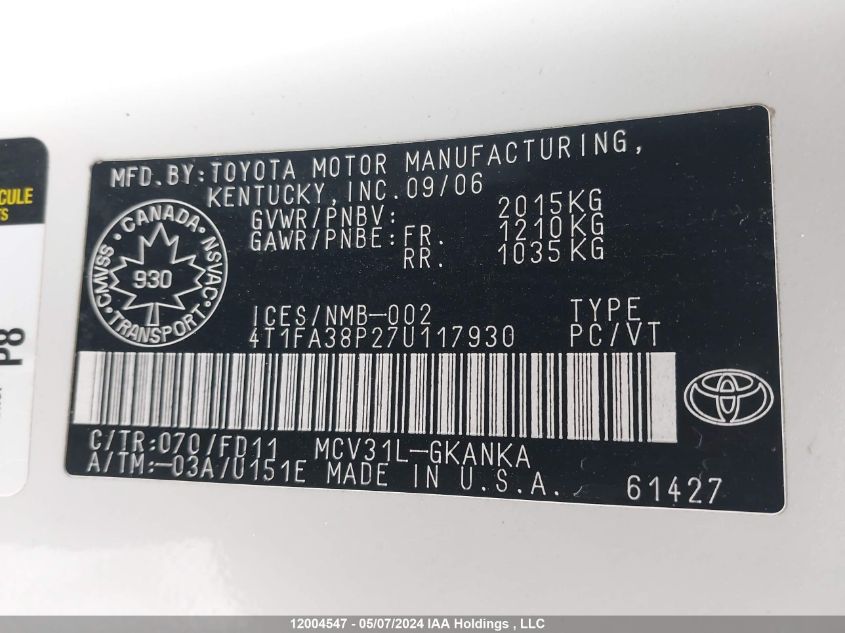 MFD. BY: TOYOTA MOTOR MANUFACTURING,
KENTUCKY, INC. 09/06
GVWR/PNBV: 2015KG
GAWR/PNBE: FR. 1210KG
RR. 1035KG
CANADA
CMVSS NSVAC
930
TRANSPORT
ICES/NMB-002 TYPE
4T1FA38P27U117930 PC/VT
C/TR: 070/FD11 MCV31L-GKANKA
A/TM: -03A/U151E MADE IN U.S.A. 61427
P8
12004547 - 05/07/2024 IAA Holdings , LLC